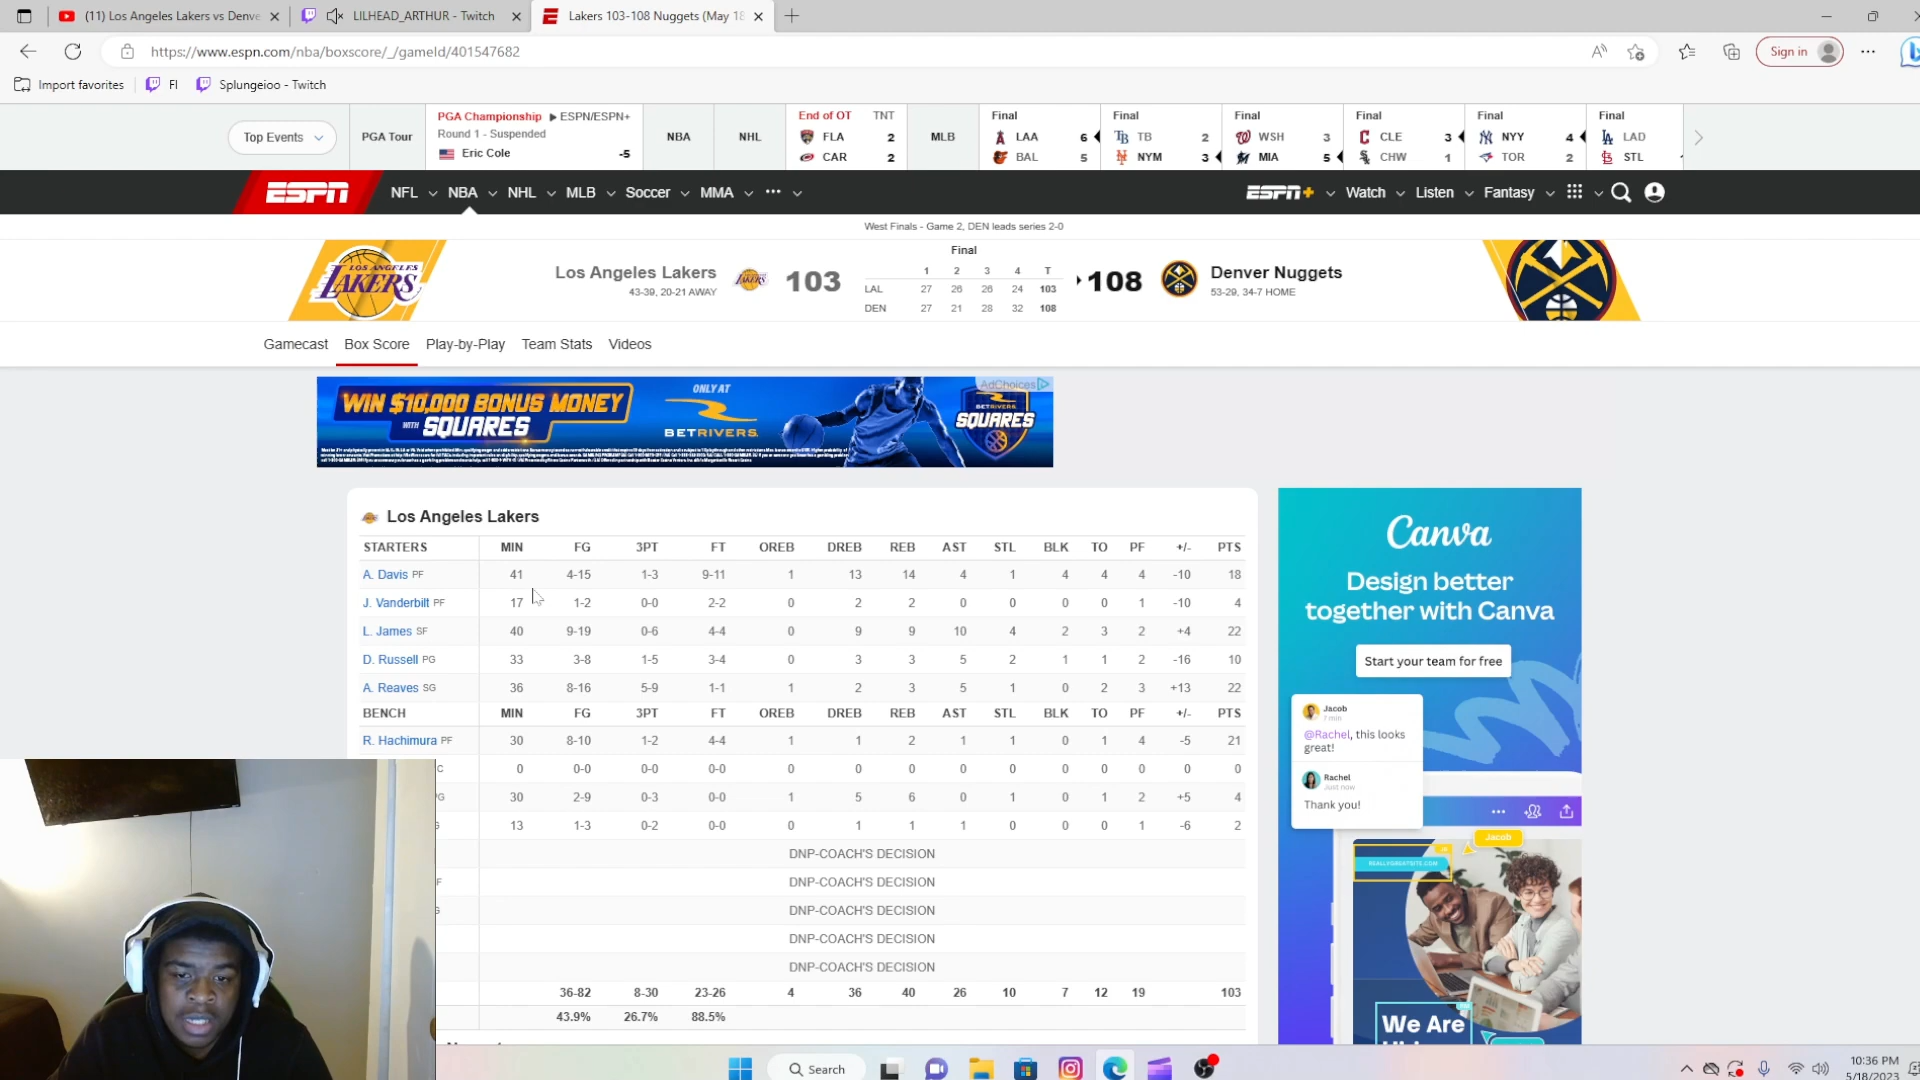 (11) Los Angeles Lakers vs Denve
LILHEAD_ARTHUR - Twitch
Lakers 103-108 Nuggets (May 18
https://www.espn.com/nba/boxscore/_/gameId/401547682
Sign in
Import favorites
FI
Splungeioo - Twitch
Top Events
PGA Tour
PGA Championship ▶ ESPN/ESPN+
Round 1 - Suspended
Eric Cole -5
NBA
NHL
End of OT TNT
FLA 2
CAR 2
MLB
Final
LAA 6
BAL 5
Final
TB 2
NYM 3
Final
WSH 3
MIA 5
Final
CLE 3
CHW 1
Final
NYY 4
TOR 2
Final
LAD
STL
ESPN NFL NBA NHL MLB Soccer MMA ESPN+ Watch Listen Fantasy
West Finals - Game 2, DEN leads series 2-0
LOS ANGELES
LAKERS
Los Angeles Lakers
43-39, 20-21 AWAY
103
Final
1 2 3 4 T
LAL 27 26 26 24 103
DEN 27 21 28 32 108
108
Denver Nuggets
53-29, 34-7 HOME
Gamecast Box Score Play-by-Play Team Stats Videos
WIN $10,000 BONUS MONEY
WITH SQUARES
ONLY AT
BETRIVERS
AdChoices
BETRIVERS
SQUARES
Los Angeles Lakers
STARTERS MIN FG 3PT FT OREB DREB REB AST STL BLK TO PF +/- PTS
A. Davis PF 41 4-15 1-3 9-11 1 13 14 4 1 4 4 4 -10 18
J. Vanderbilt PF 17 1-2 0-0 2-2 0 2 2 0 0 0 0 1 -10 4
L. James SF 40 9-19 0-6 4-4 0 9 9 10 4 2 3 2 +4 22
D. Russell PG 33 3-8 1-5 3-4 0 3 3 5 2 1 1 2 -16 10
A. Reaves SG 36 8-16 5-9 1-1 1 2 3 5 1 0 2 3 +13 22
BENCH MIN FG 3PT FT OREB DREB REB AST STL BLK TO PF +/- PTS
R. Hachimura PF 30 8-10 1-2 4-4 1 1 2 1 1 0 1 4 -5 21
C 0 0-0 0-0 0-0 0 0 0 0 0 0 0 0 0 0
G 30 2-9 0-3 0-0 1 5 6 0 1 0 1 2 +5 4
G 13 1-3 0-2 0-0 0 1 1 1 0 0 0 1 -6 2
DNP-COACH'S DECISION
F DNP-COACH'S DECISION
G DNP-COACH'S DECISION
DNP-COACH'S DECISION
DNP-COACH'S DECISION
36-82 8-30 23-26 4 36 40 26 10 7 12 19 103
43.9% 26.7% 88.5%
Canva
Design better
together with Canva
Start your team for free
Jacob
7 min
@Rachel, this looks
great!
Rachel
Just now
Thank you!
Jacob
REALLYGREATSITE.COM
We Are
Search
10:36 PM
5/18/2023